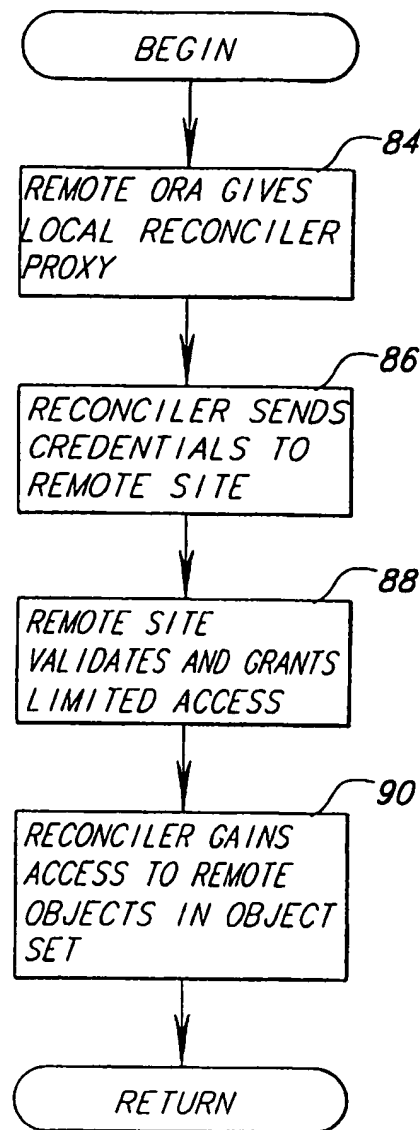 BEGIN
84
REMOTE ORA GIVES
LOCAL RECONCILER
PROXY
86
RECONCILER SENDS
CREDENTIALS TO
REMOTE SITE
88
REMOTE SITE
VALIDATES AND GRANTS
LIMITED ACCESS
90
RECONCILER GAINS
ACCESS TO REMOTE
OBJECTS IN OBJECT
SET
RETURN